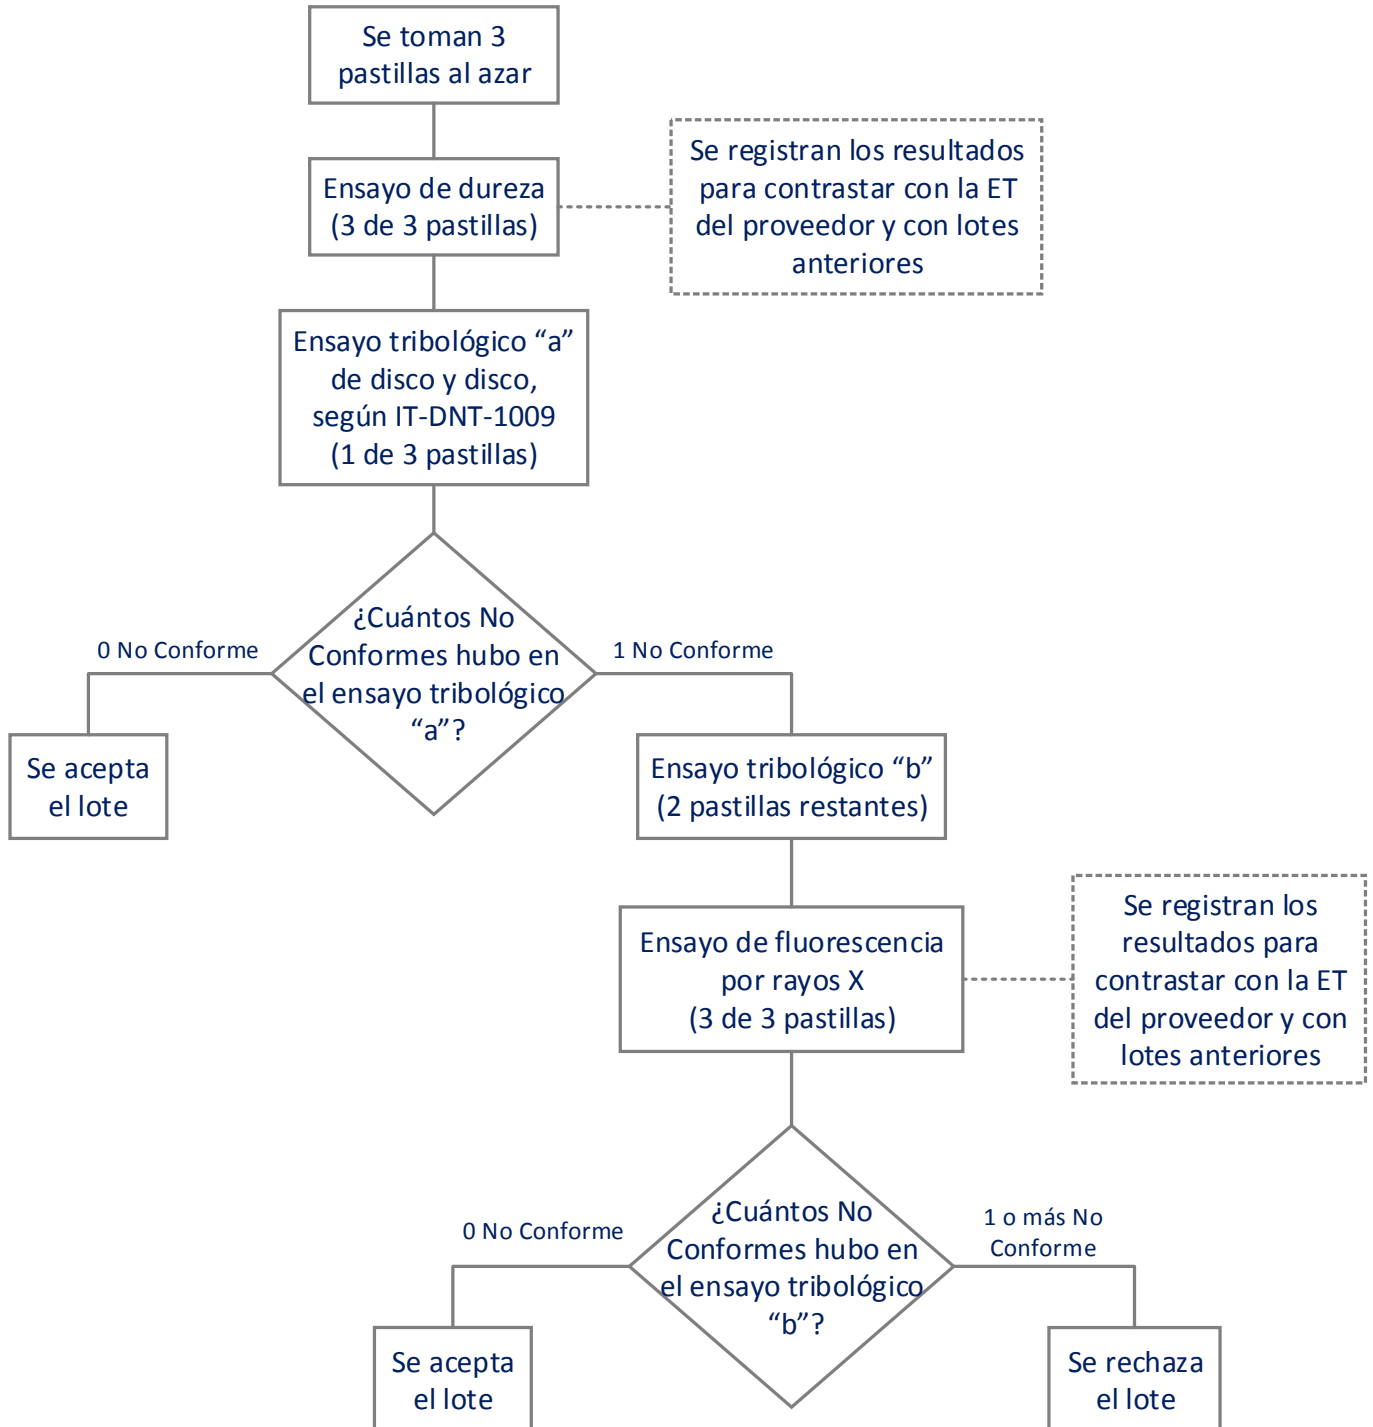 Se toman 3
pastillas al azar
Ensayo de dureza
(3 de 3 pastillas)
Se registran los resultados
para contrastar con la ET
del proveedor y con lotes
anteriores
Ensayo tribológico “a”
de disco y disco,
según IT-DNT-1009
(1 de 3 pastillas)
¿Cuántos No
Conformes hubo en
el ensayo tribológico
“a”?
0 No Conforme
1 No Conforme
Se acepta
el lote
Ensayo tribológico “b”
(2 pastillas restantes)
Ensayo de fluorescencia
por rayos X
(3 de 3 pastillas)
Se registran los
resultados para
contrastar con la ET
del proveedor y con
lotes anteriores
¿Cuántos No
Conformes hubo en
el ensayo tribológico
“b”?
0 No Conforme
1 o más No
Conforme
Se acepta
el lote
Se rechaza
el lote